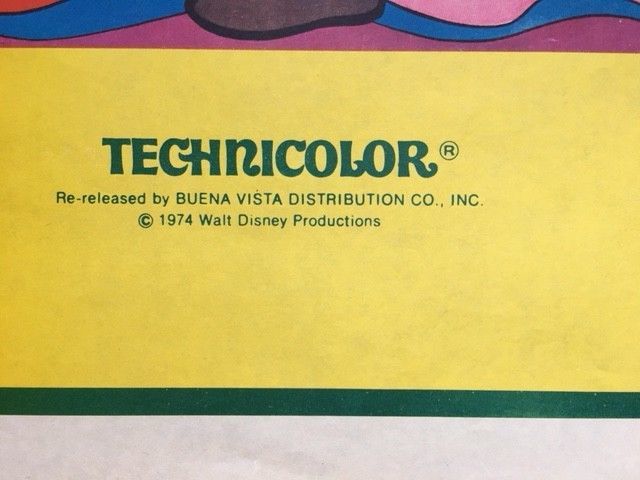 TECHNICOLOR®
Re-released by BUENA VISTA DISTRIBUTION CO., INC.
© 1974 Walt Disney Productions